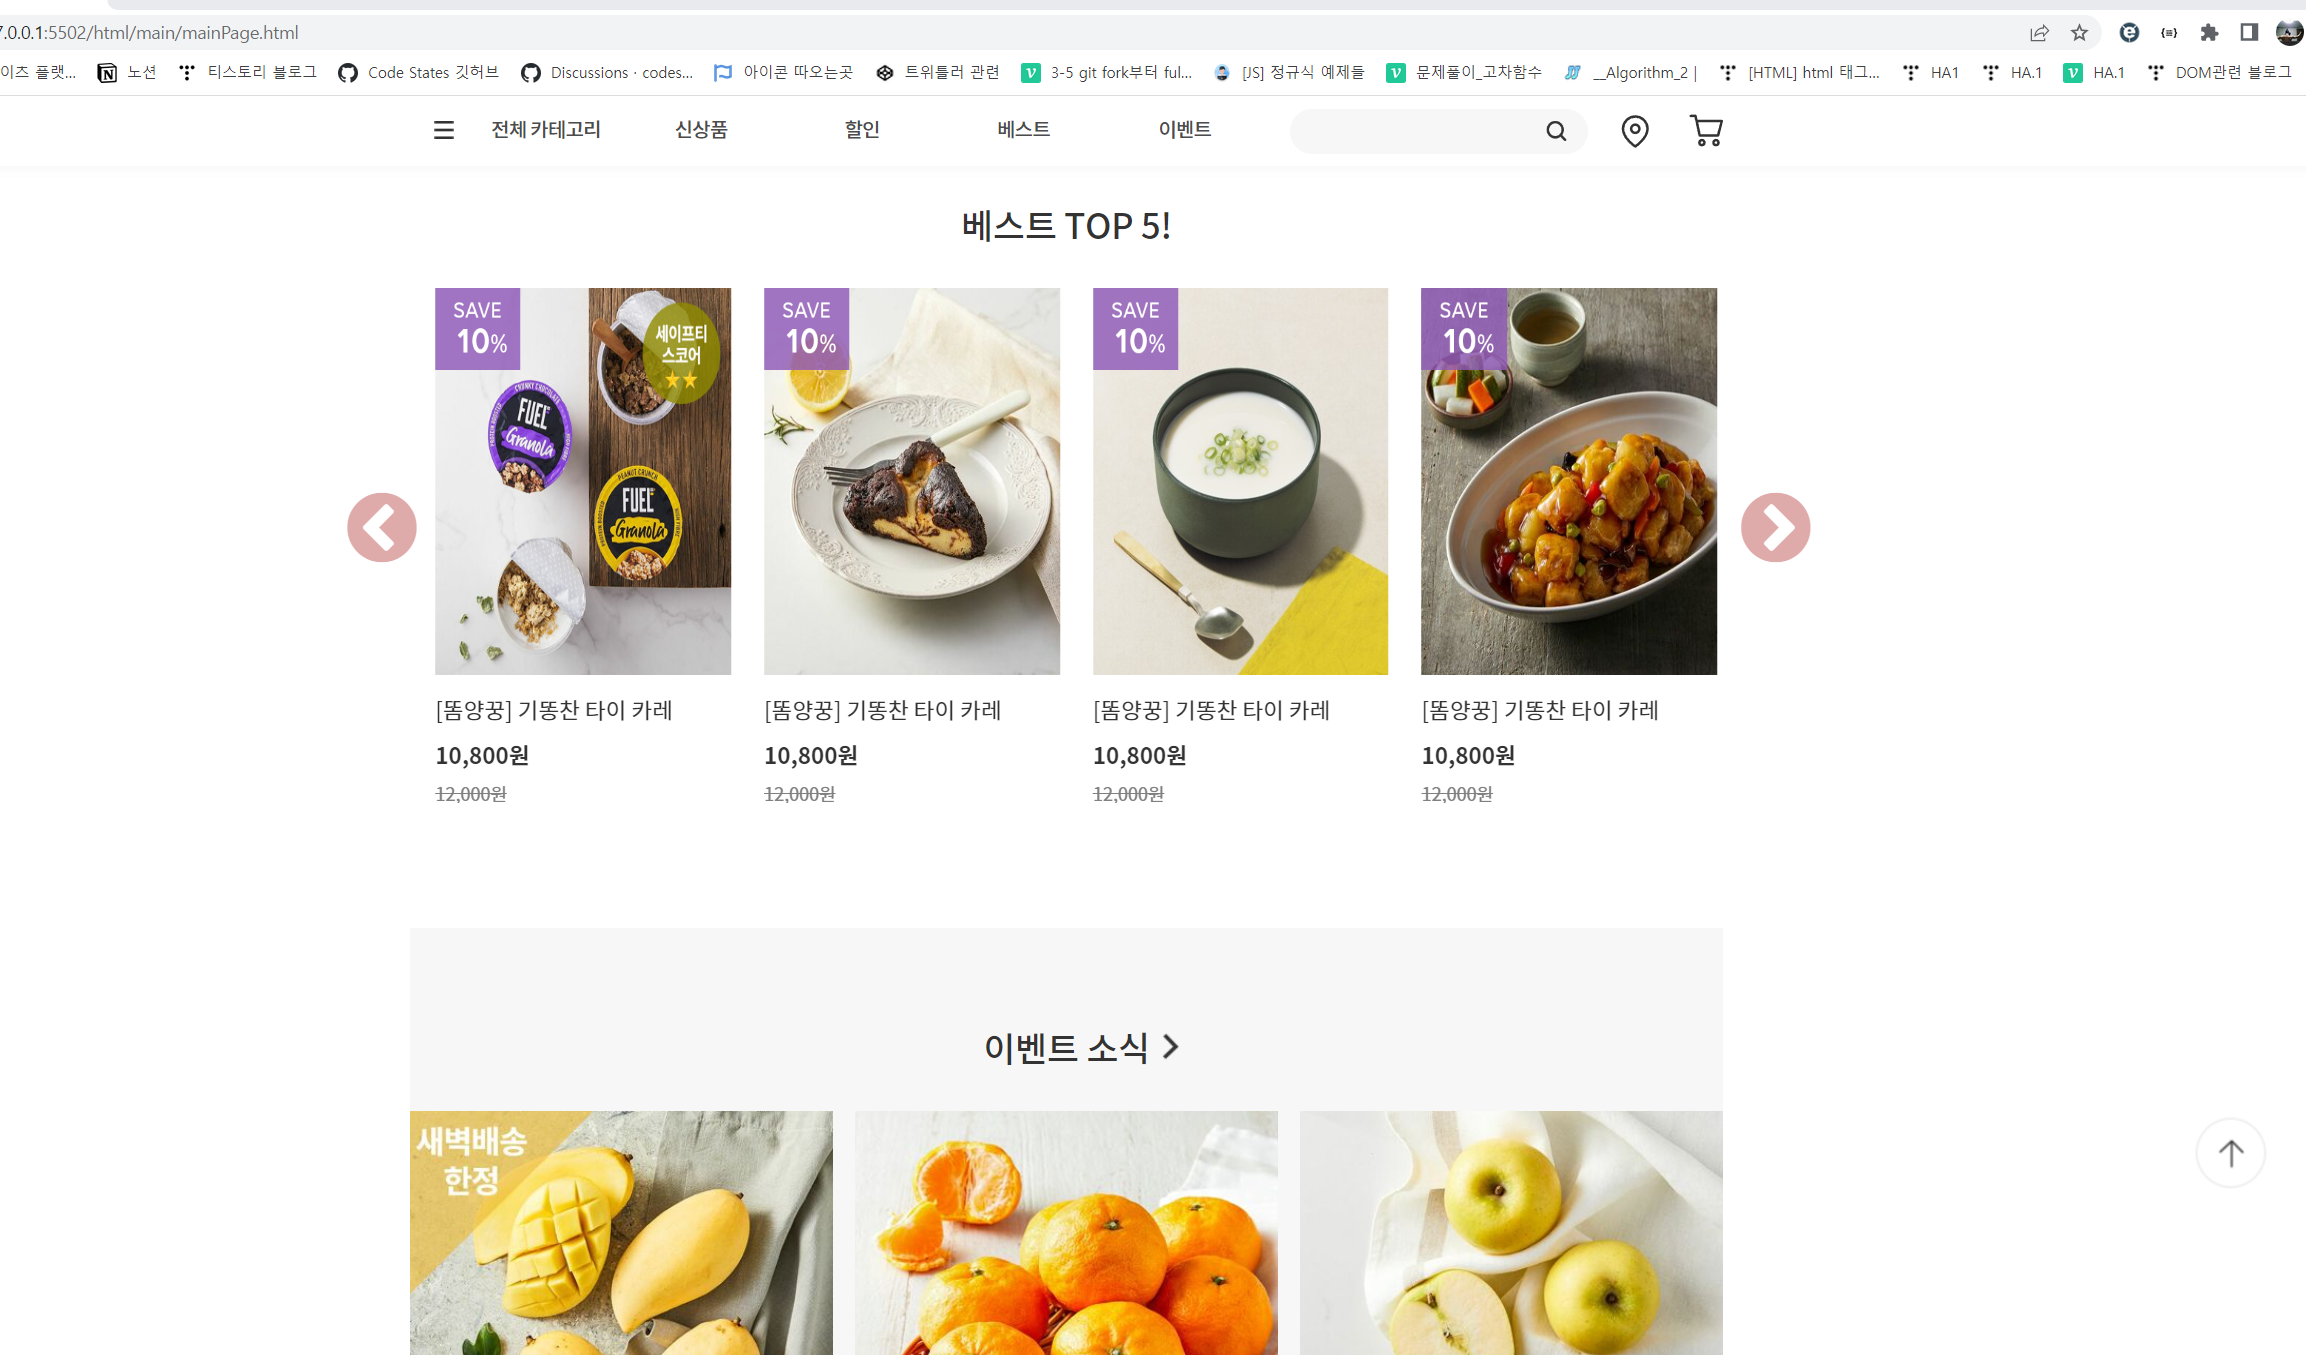 7.0.0.1:5502/html/main/mainPage.html
이즈 플랫...
노션
티스토리 블로그
Code States 깃허브
Discussions · codes...
아이콘 따오는곳
트위틀러 관련
3-5 git fork부터 ful...
[JS] 정규식 예제들
문제풀이_고차함수
__Algorithm_2 |
[HTML] html 태그...
HA1
HA.1
HA.1
DOM관련 블로그
전체 카테고리
신상품
할인
베스트
이벤트
베스트 TOP 5!
SAVE
10%
세이프티
스코어
CHUNKY CHOCOLATE
FUEL
Granola
PEANUT CRUNCH
FUEL
Granola
SAVE
10%
SAVE
10%
SAVE
10%
[똠양꿍] 기똥찬 타이 카레
10,800원
12,000원
[똠양꿍] 기똥찬 타이 카레
10,800원
12,000원
[똠양꿍] 기똥찬 타이 카레
10,800원
12,000원
[똠양꿍] 기똥찬 타이 카레
10,800원
12,000원
이벤트 소식
새벽배송
한정